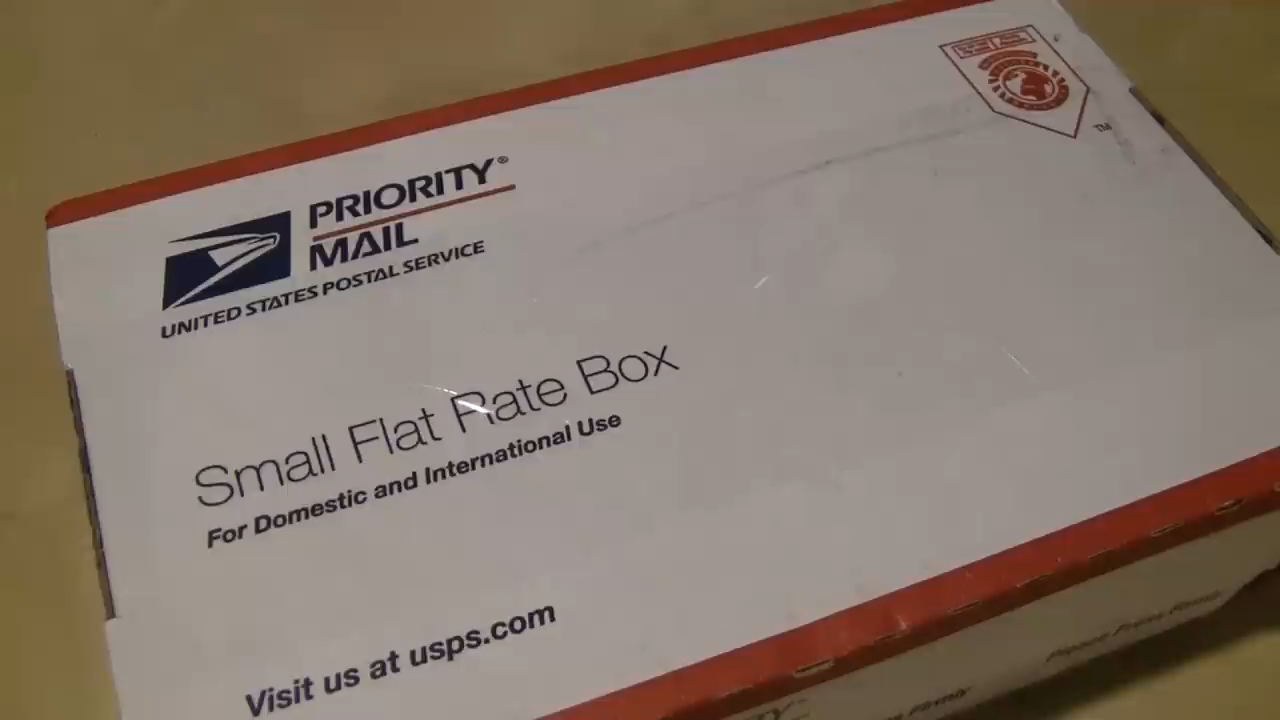 PRIORITY®
MAIL
UNITED STATES POSTAL SERVICE
TM
Small Flat Rate Box
For Domestic and International Use
Visit us at usps.com